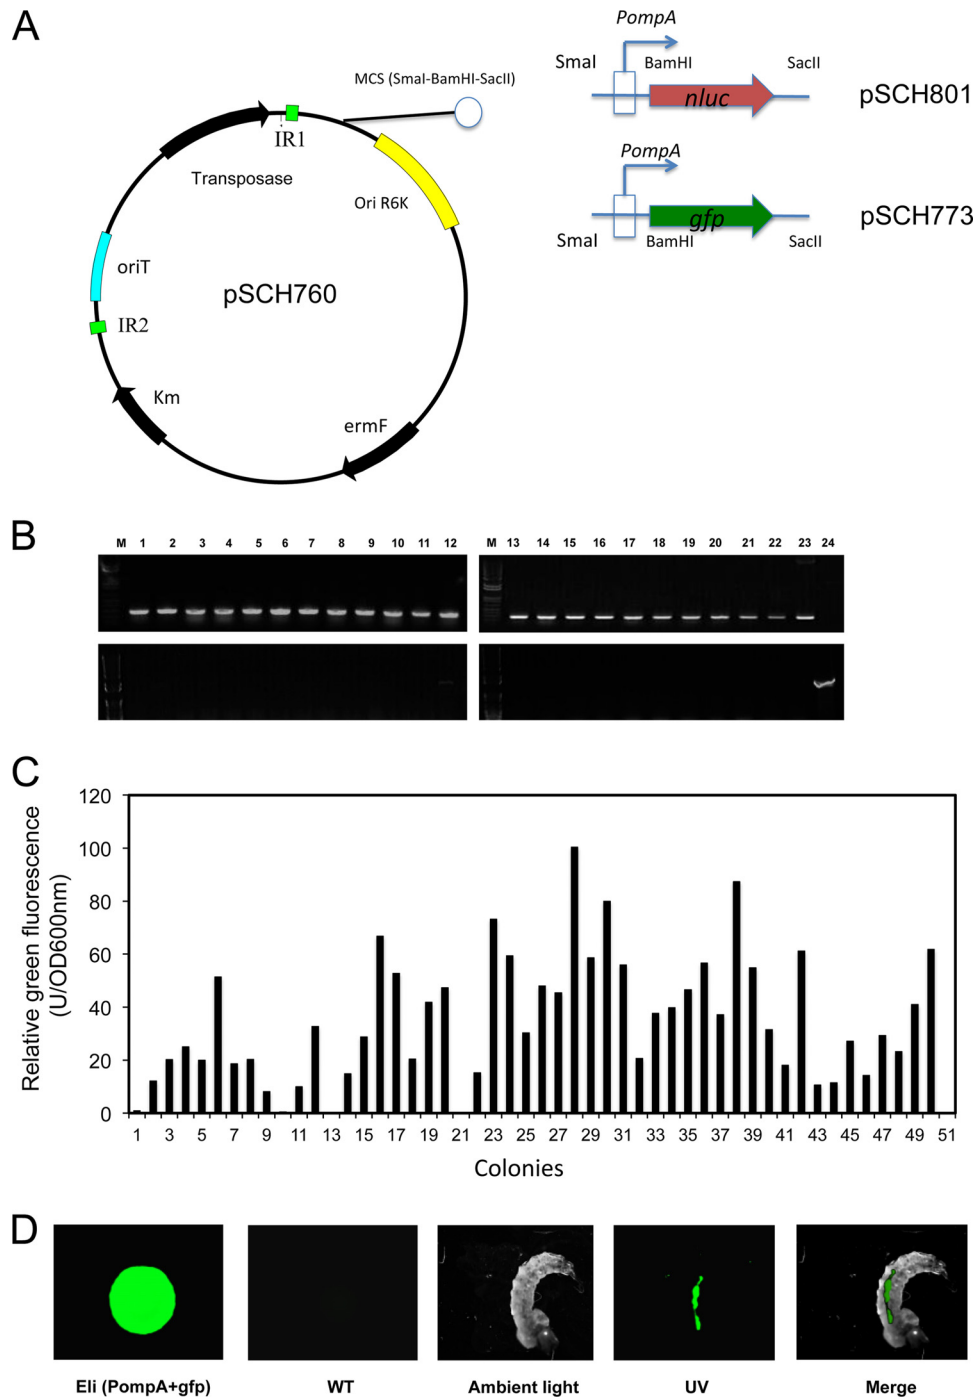 A
MCS (SmaI-BamHI-SacII)
IR1
Transposase
Ori R6K
oriT
pSCH760
IR2
Km
ermF
PompA
SmaI
BamHI
SacII
nluc
pSCH801
PompA
gfp
SmaI
BamHI
SacII
pSCH773
B
M 1 2 3 4 5 6 7 8 9 10 11 12
M 13 14 15 16 17 18 19 20 21 22 23 24
C
Relative green fluorescence
(U/OD600nm)
120
100
80
60
40
20
0
1 3 5 7 9 11 13 15 17 19 21 23 25 27 29 31 33 35 37 39 41 43 45 47 49 51
Colonies
D
Eli (PompA+gfp)
WT
Ambient light
UV
Merge